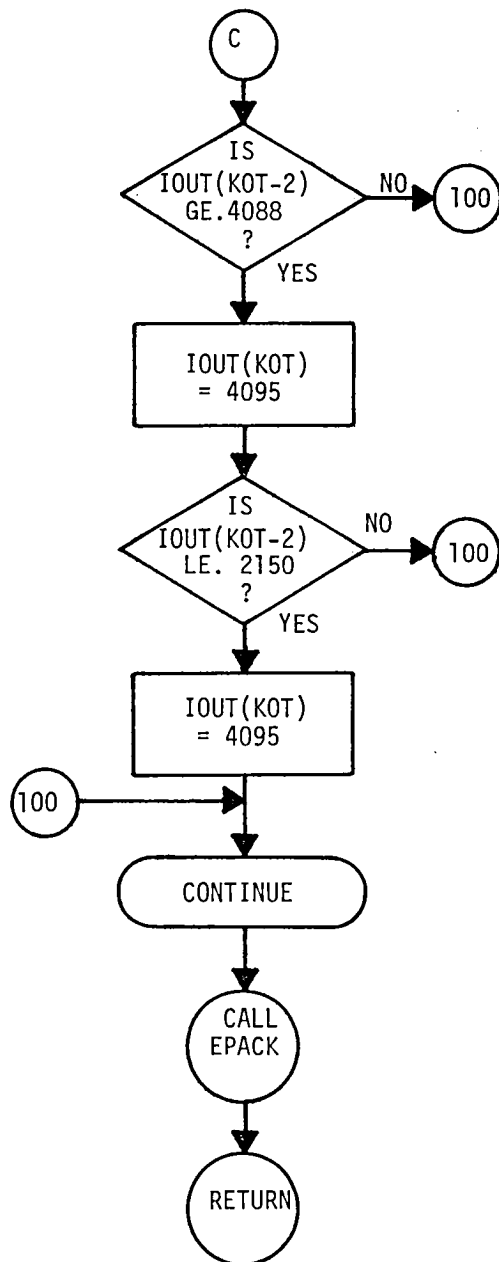 C
IS
IOUT(KOT-2)
GE.4088
?
NO
100
YES
IOUT(KOT)
= 4095
IS
IOUT(KOT-2)
LE. 2150
?
NO
100
YES
IOUT(KOT)
= 4095
100
CONTINUE
CALL
EPACK
RETURN